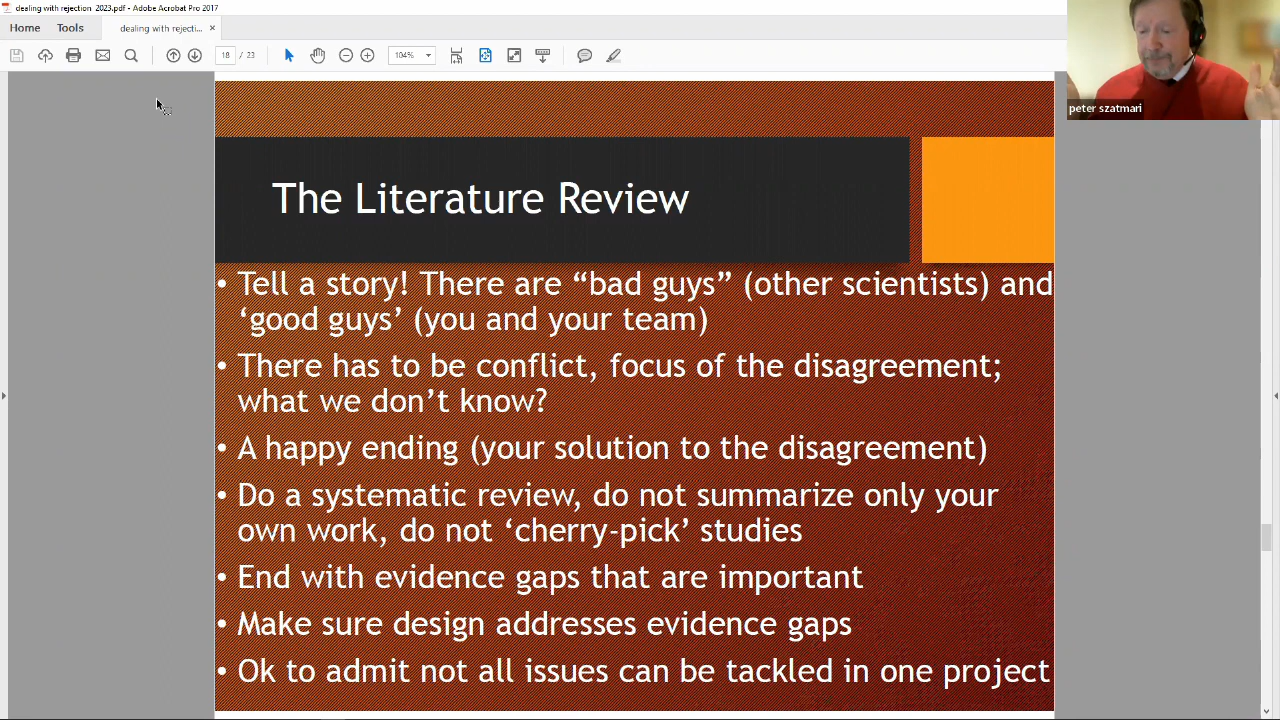 dealing with rejection 2023.pdf - Adobe Acrobat Pro 2017
Home
Tools
dealing with rejecti...
18 / 23
104%
peter szatmari
The Literature Review
• Tell a story! There are “bad guys” (other scientists) and
‘good guys’ (you and your team)
• There has to be conflict, focus of the disagreement;
what we don’t know?
• A happy ending (your solution to the disagreement)
• Do a systematic review, do not summarize only your
own work, do not ‘cherry-pick’ studies
• End with evidence gaps that are important
• Make sure design addresses evidence gaps
• Ok to admit not all issues can be tackled in one project